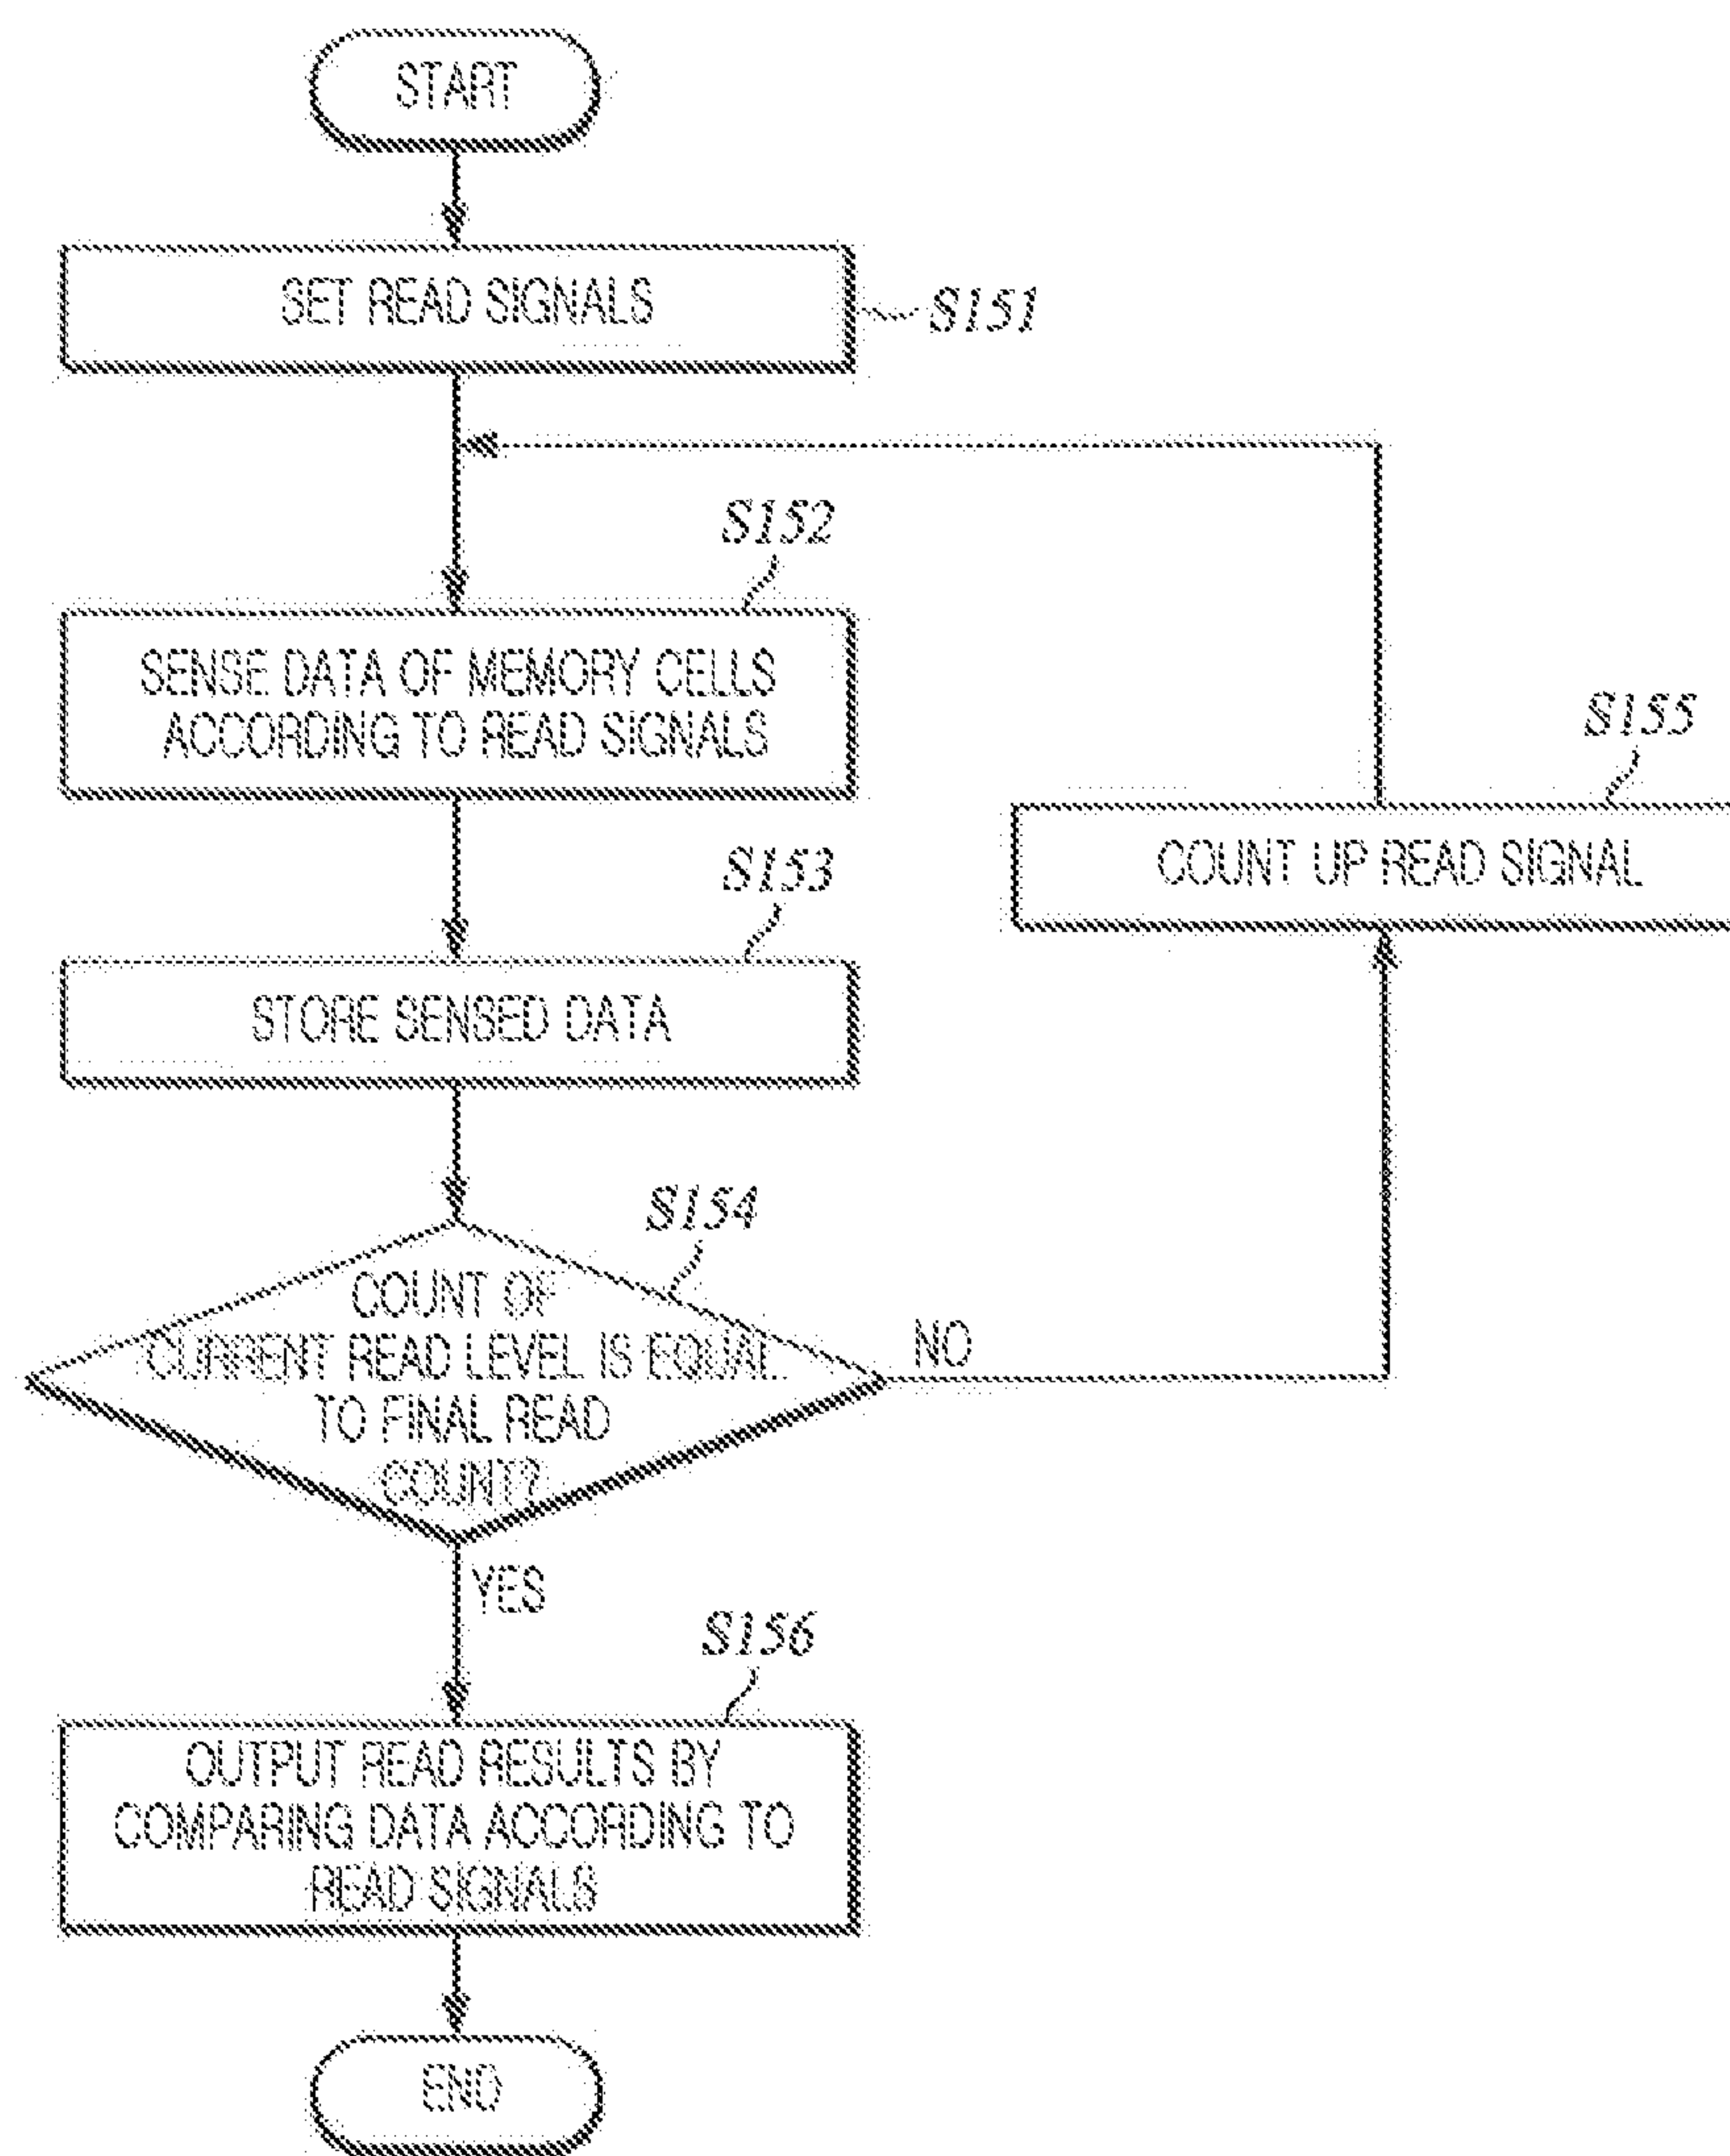 START
SET READ SIGNALS
S151
S152
SENSE DATA OF MEMORY CELLS
ACCORDING TO READ SIGNALS
S155
COUNT UP READ SIGNAL
S153
STORE SENSED DATA
S154
COUNT OF
CURRENT READ LEVEL IS EQUAL
TO FINAL READ
COUNT?
NO
YES
S156
OUTPUT READ RESULTS BY
COMPARING DATA ACCORDING TO
READ SIGNALS
END